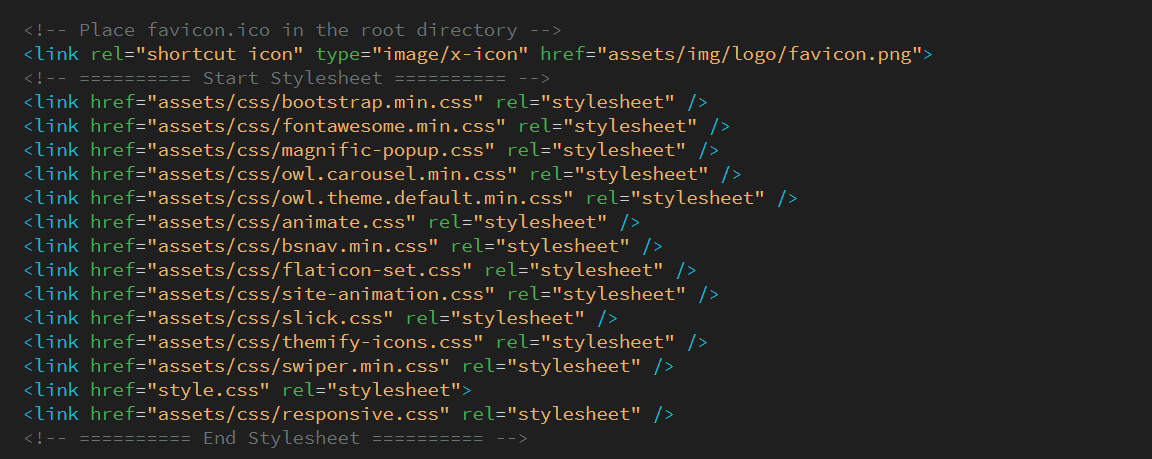 <!-- Place favicon.ico in the root directory -->
<link rel="shortcut icon" type="image/x-icon" href="assets/img/logo/favicon.png">
<!-- ========== Start Stylesheet ========== -->
<link href="assets/css/bootstrap.min.css" rel="stylesheet" />
<link href="assets/css/fontawesome.min.css" rel="stylesheet" />
<link href="assets/css/magnific-popup.css" rel="stylesheet" />
<link href="assets/css/owl.carousel.min.css" rel="stylesheet" />
<link href="assets/css/owl.theme.default.min.css" rel="stylesheet" />
<link href="assets/css/animate.css" rel="stylesheet" />
<link href="assets/css/bsnav.min.css" rel="stylesheet" />
<link href="assets/css/flaticon-set.css" rel="stylesheet" />
<link href="assets/css/site-animation.css" rel="stylesheet" />
<link href="assets/css/slick.css" rel="stylesheet" />
<link href="assets/css/themify-icons.css" rel="stylesheet" />
<link href="assets/css/swiper.min.css" rel="stylesheet" />
<link href="style.css" rel="stylesheet">
<link href="assets/css/responsive.css" rel="stylesheet" />
<!-- ========== End Stylesheet ========== -->